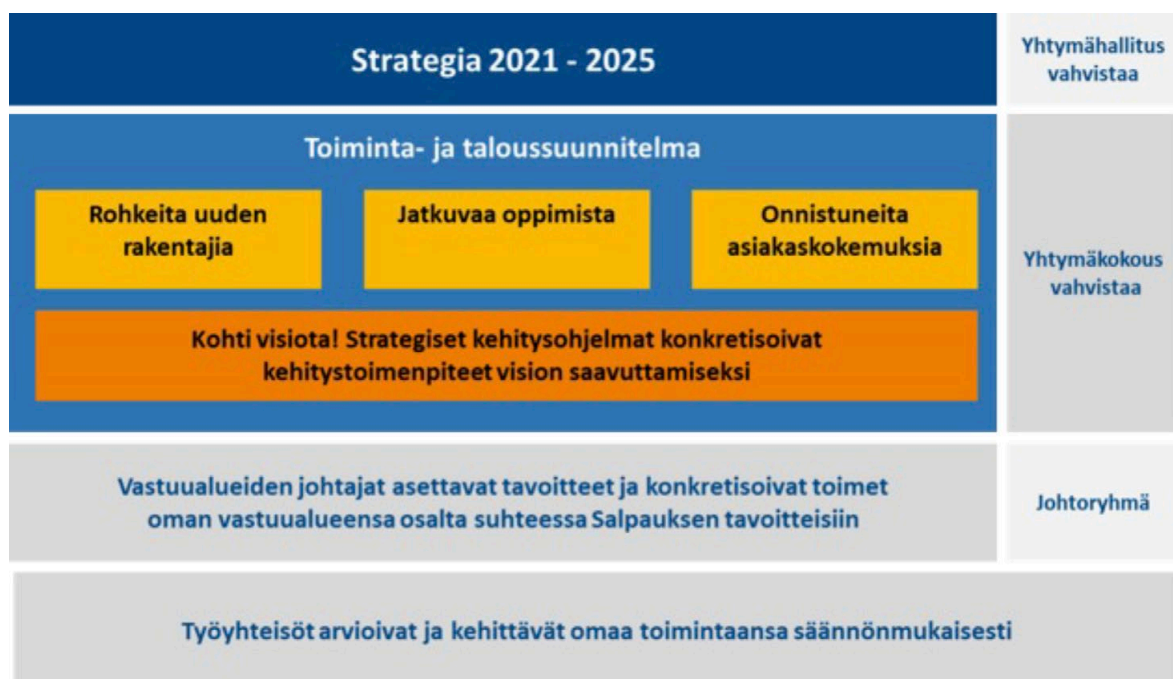 Strategia 2021 - 2025
Yhtymähallitus
vahvistaa
Toiminta- ja taloussuunnitelma
Rohkeita uuden
rakentajia
Jatkuvaa oppimista
Onnistuneita
asiakaskokemuksia
Kohti visiota! Strategiset kehitysohjelmat konkretisoivat
kehitystoimenpiteet vision saavuttamiseksi
Yhtymäkokous
vahvistaa
Vastuualueiden johtajat asettavat tavoitteet ja konkretisoivat toimet
oman vastuualueensa osalta suhteessa Salpauksen tavoitteisiin
Johtoryhmä
Työyhteisöt arvioivat ja kehittävät omaa toimintaansa säännönmukaisesti